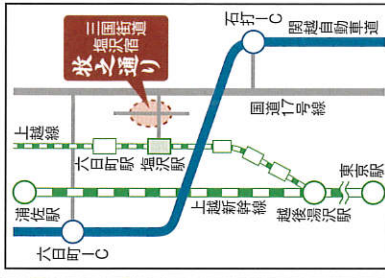 三国街道
塩沢宿
牧之通り
石打IC
関越自動車道
国道17号線
上越線
六日町駅
塩沢駅
浦佐駅
上越新幹線
越後湯沢駅
東京駅
六日町IC